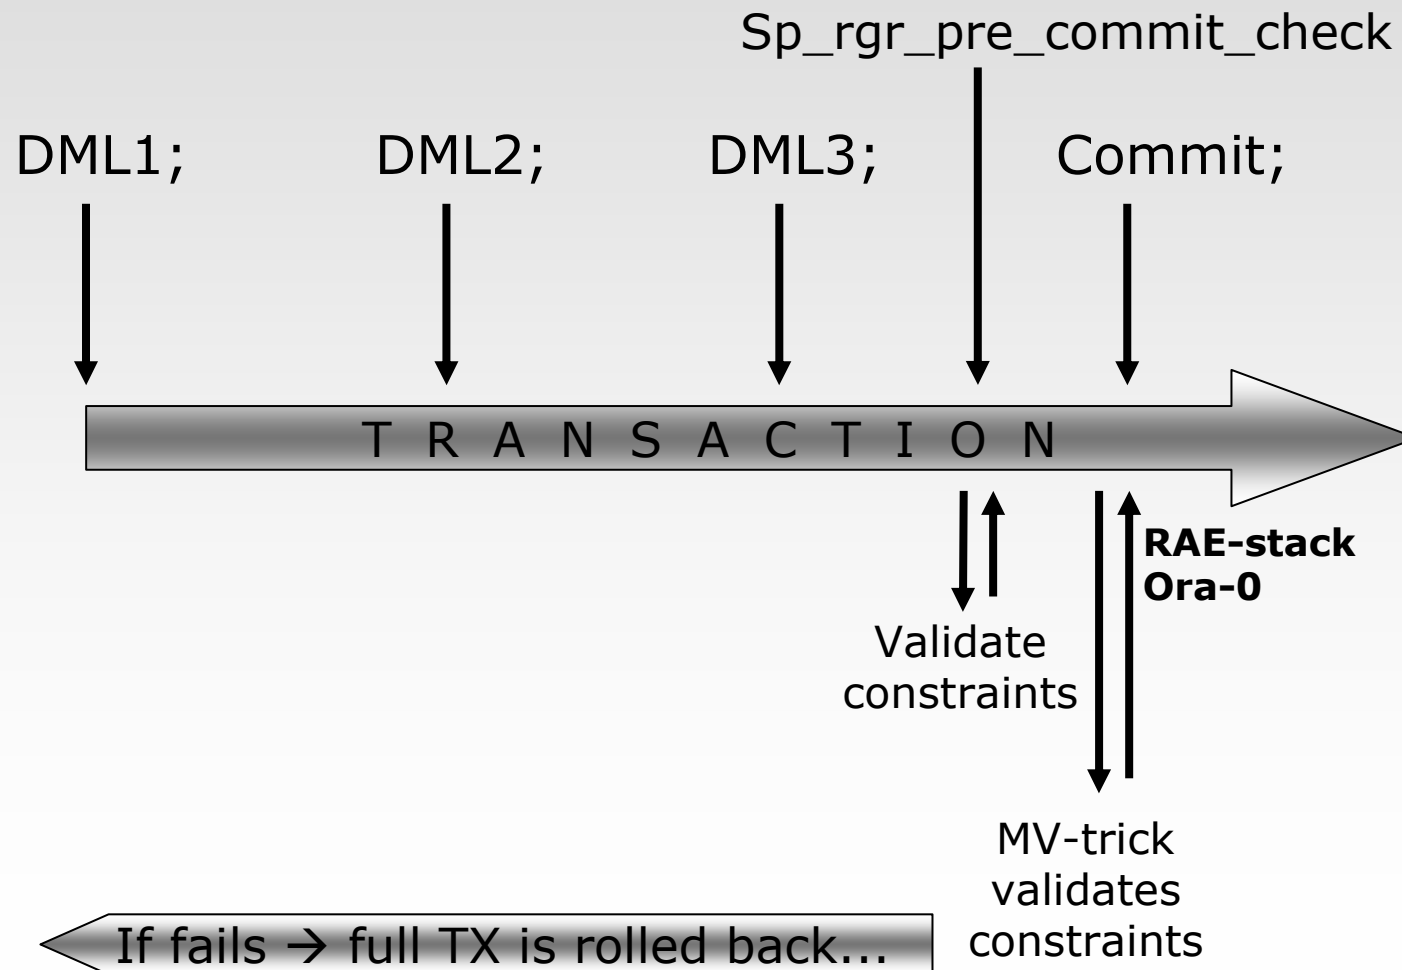 Sp_rgr_pre_commit_check
DML1;
DML2;
DML3;
Commit;
T R A N S A C T I O N
RAE-stack
Ora-0
Validate
constraints
MV-trick
validates
constraints
If fails → full TX is rolled back...